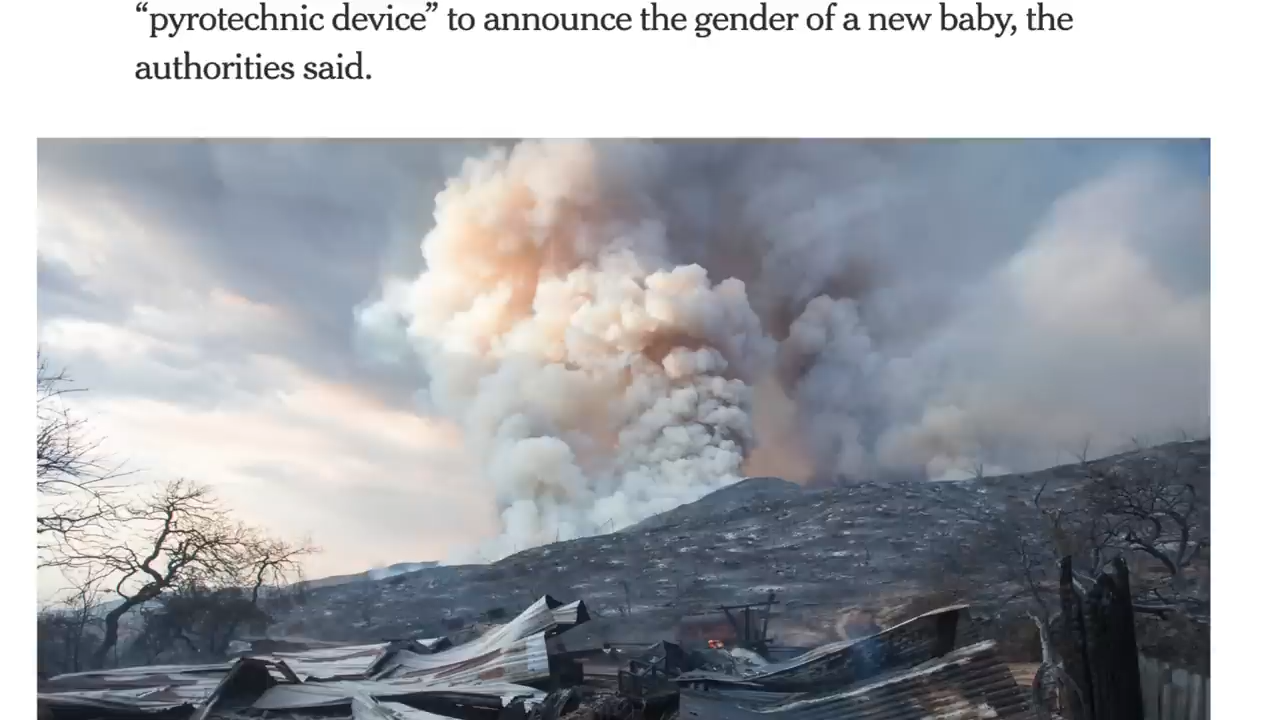 “pyrotechnic device” to announce the gender of a new baby, the
authorities said.